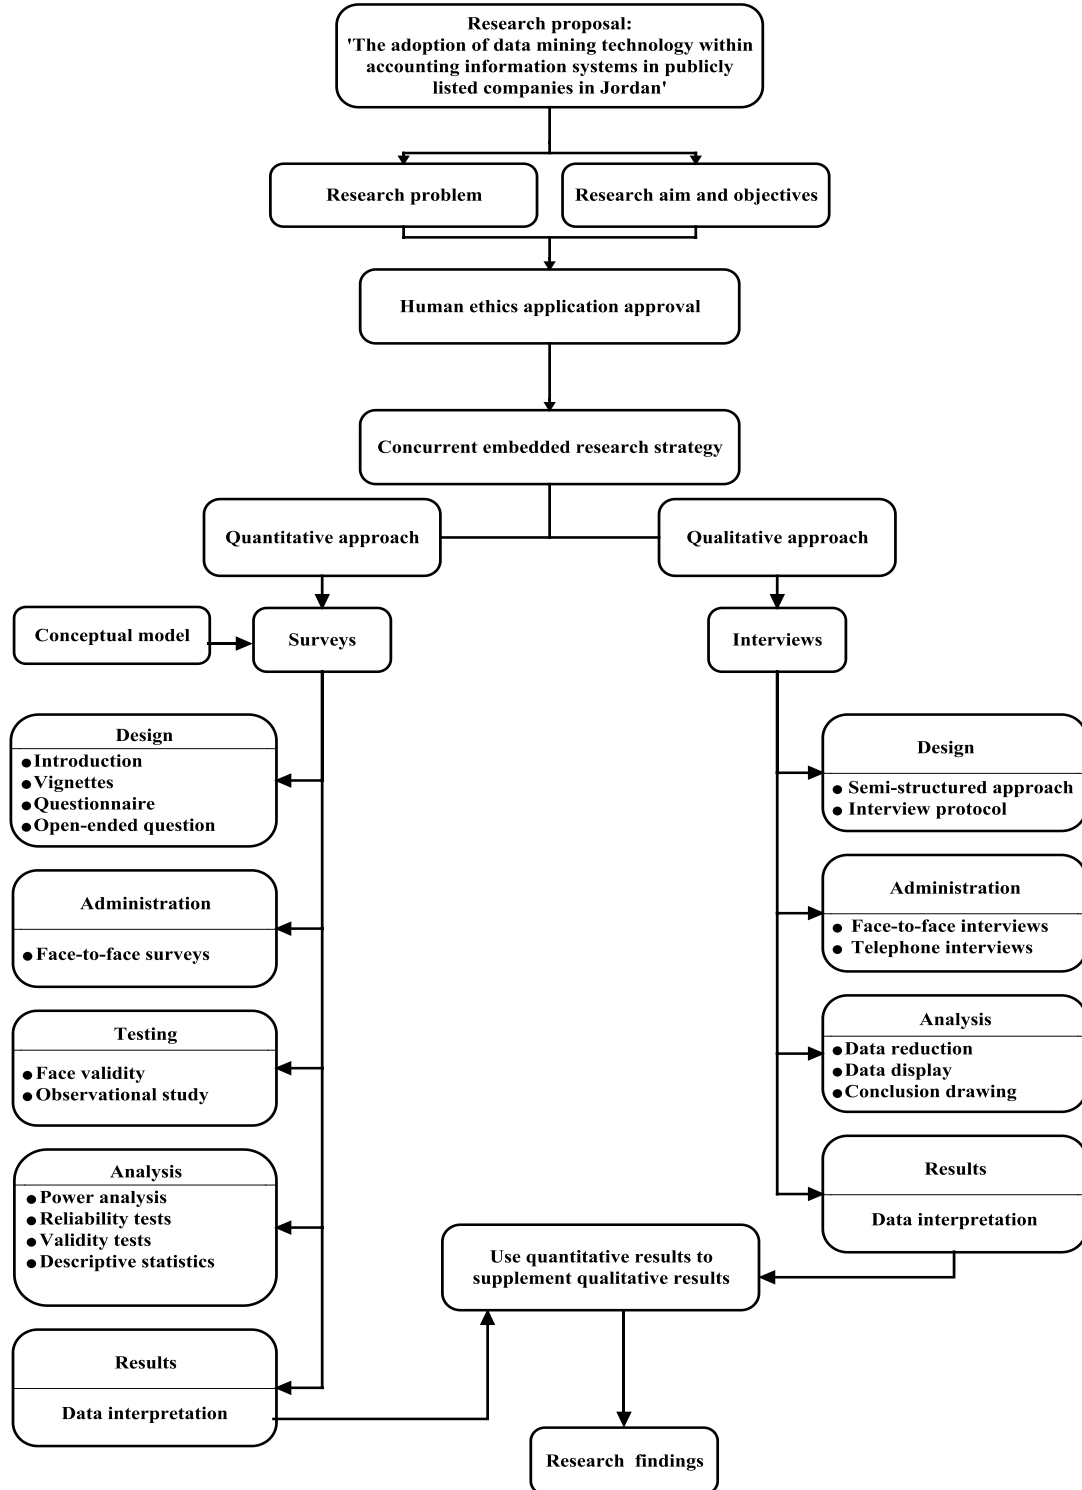 Research proposal:
'The adoption of data mining technology within
accounting information systems in publicly
listed companies in Jordan'
Research problem
Research aim and objectives
Human ethics application approval
Concurrent embedded research strategy
Quantitative approach
Qualitative approach
Conceptual model
Surveys
Interviews
Design
● Introduction
● Vignettes
● Questionnaire
● Open-ended question
Administration
● Face-to-face surveys
Testing
● Face validity
● Observational study
Analysis
● Power analysis
● Reliability tests
● Validity tests
● Descriptive statistics
Results
Data interpretation
Design
● Semi-structured approach
● Interview protocol
Administration
● Face-to-face interviews
● Telephone interviews
Analysis
● Data reduction
● Data display
● Conclusion drawing
Results
Data interpretation
Use quantitative results to
supplement qualitative results
Research findings